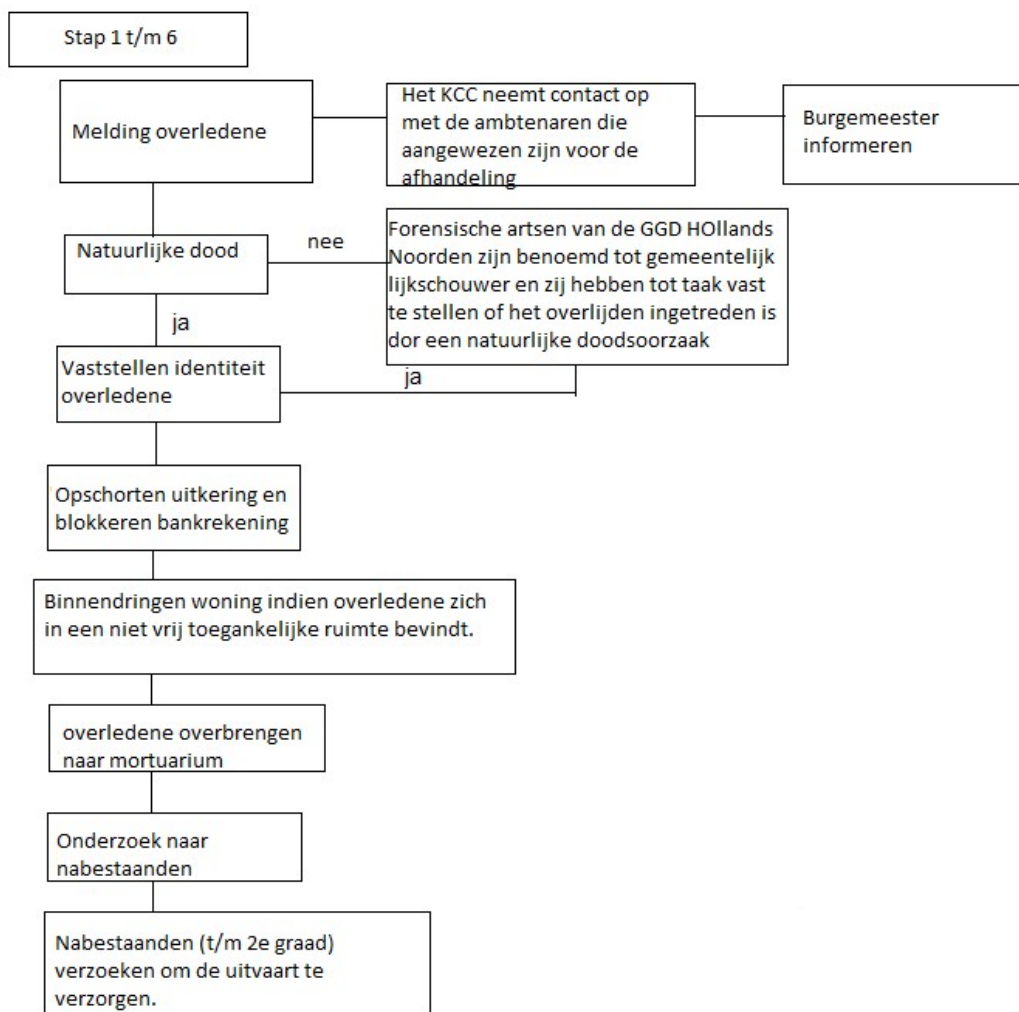 Stap 1 t/m 6
Melding overledene
Het KCC neemt contact op
met de ambtenaren die
aangewezen zijn voor de
afhandeling
Burgemeester
informeren
Natuurlijke dood
nee
Forensische artsen van de GGD HOllands
Noorden zijn benoemd tot gemeentelijk
lijkschouwer en zij hebben tot taak vast
te stellen of het overlijden ingetreden is
dor een natuurlijke doodsoorzaak
ja
Vaststellen identiteit
overledene
ja
Opschorten uitkering en
blokkeren bankrekening
Binnendringen woning indien overledene zich
in een niet vrij toegankelijke ruimte bevindt.
overledene overbrengen
naar mortuarium
Onderzoek naar
nabestaanden
Nabestaanden (t/m 2e graad)
verzoeken om de uitvaart te
verzorgen.